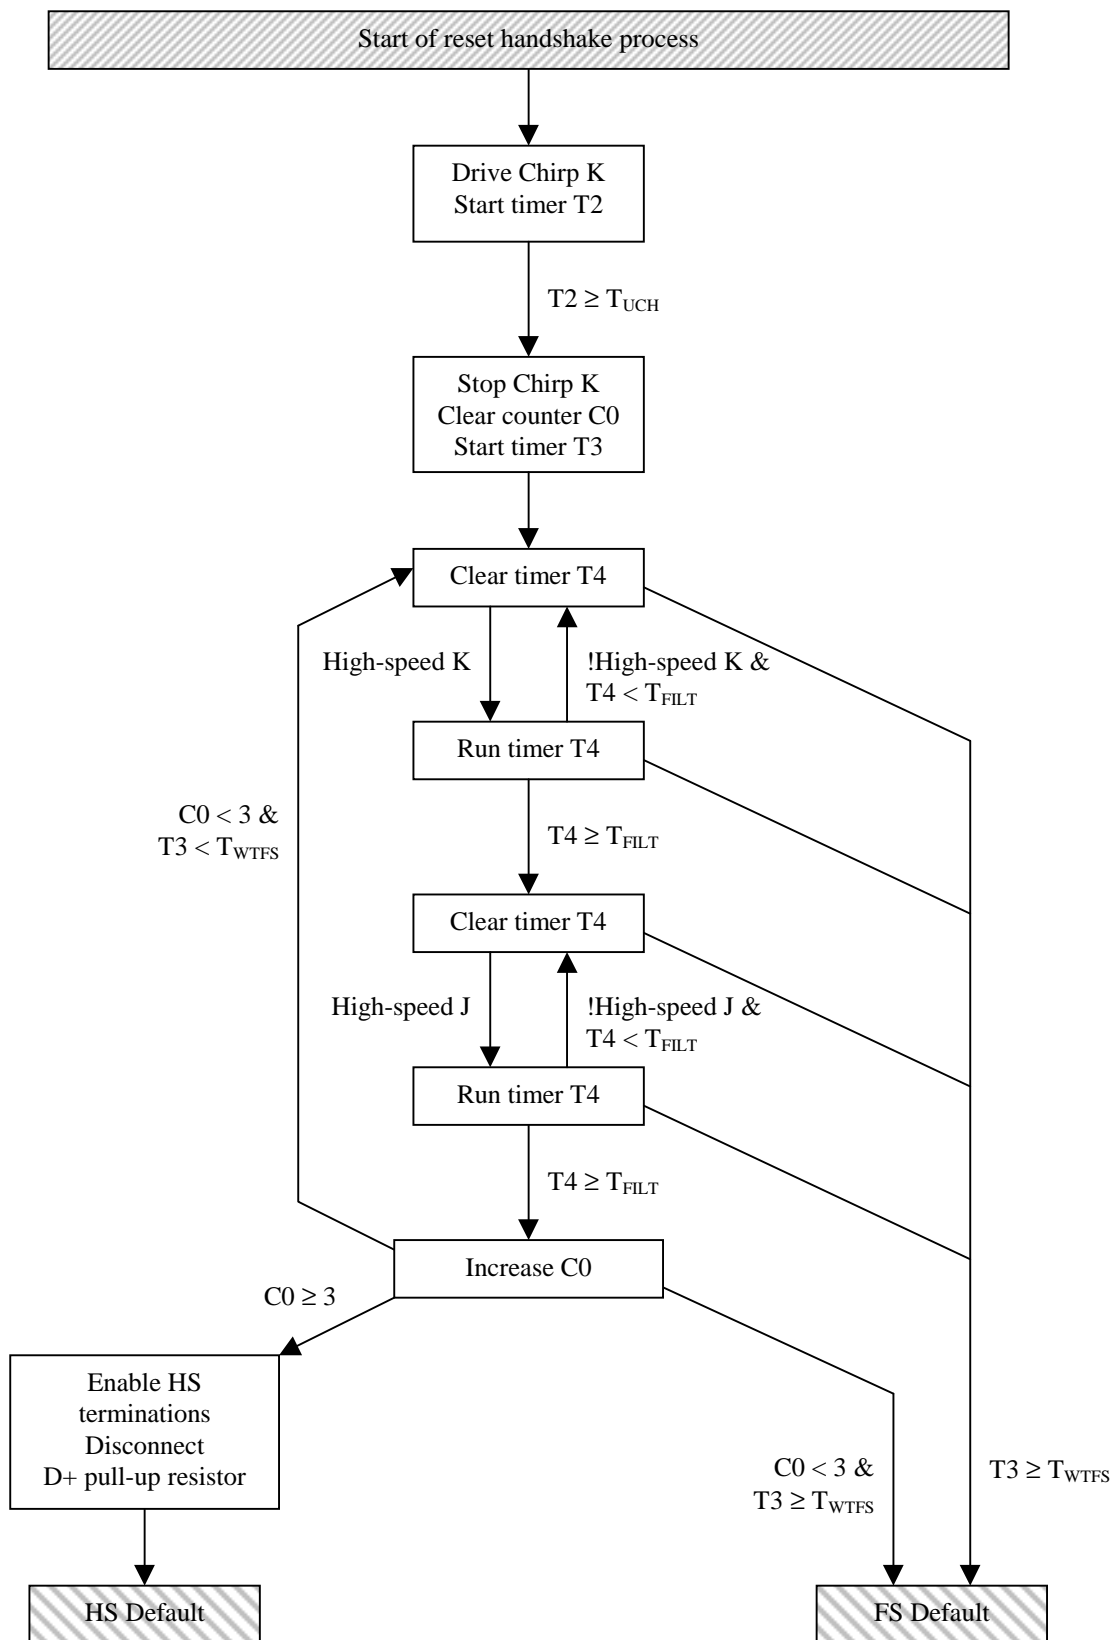 Start of reset handshake process
Drive Chirp K
Start timer T2
T2 ≥ TUCH
Stop Chirp K
Clear counter C0
Start timer T3
Clear timer T4
High-speed K
!High-speed K &
T4 < TFILT
Run timer T4
C0 < 3 &
T3 < TWTFS
T4 ≥ TFILT
Clear timer T4
High-speed J
!High-speed J &
T4 < TFILT
Run timer T4
T4 ≥ TFILT
Increase C0
C0 ≥ 3
Enable HS
terminations
Disconnect
D+ pull-up resistor
C0 < 3 &
T3 ≥ TWTFS
T3 ≥ TWTFS
HS Default
FS Default